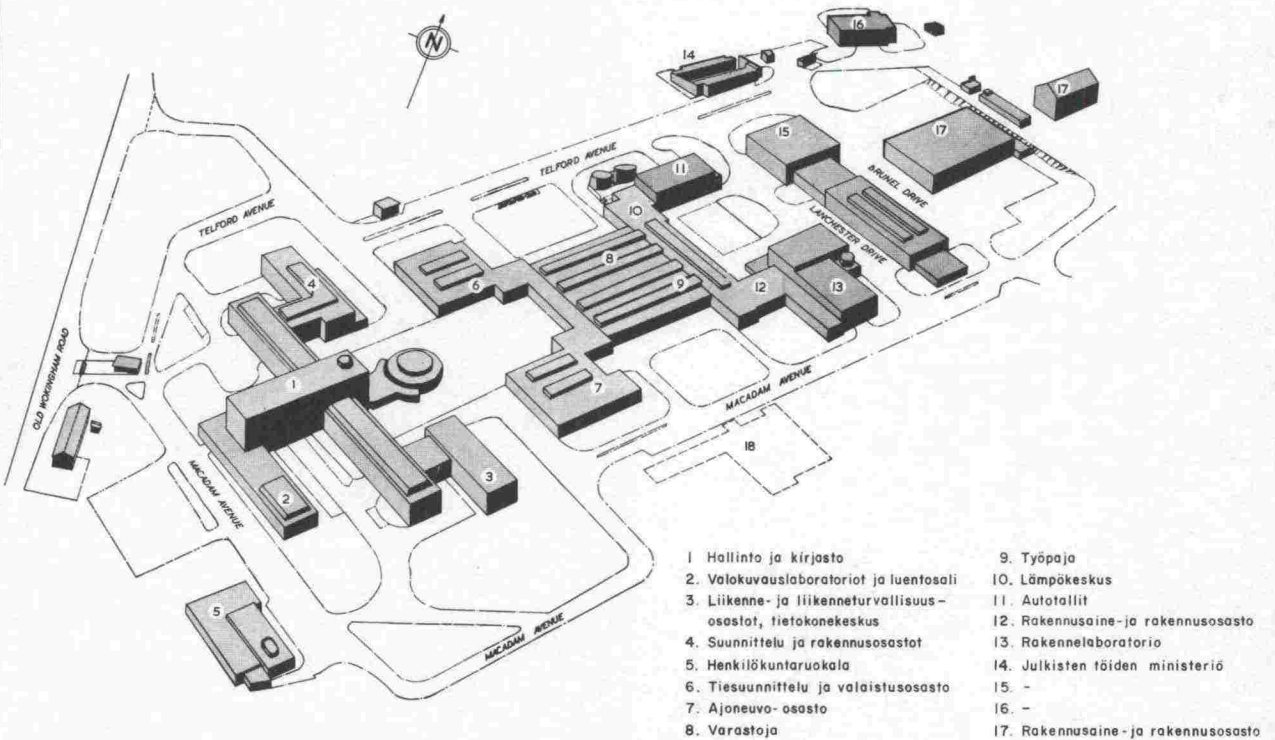 N
16
14
17
15
17
TELFORD AVENUE
11
BRUNEL DRIVE
10
LANCHESTER DRIVE
TELFORD AVENUE
8
6
9
12
13
4
OLD WOKINGHAM ROAD
1
7
MACADAM AVENUE
18
3
MACADAM AVENUE
2
5
MACADAM AVENUE
1 Hallinto ja kirjasto
2. Valokuvauslaboratoriot ja luentosali
3. Liikenne- ja liikenneturvallisuus-
osastot, tietokonekeskus
4. Suunnittelu ja rakennusosastot
5. Henkilökuntaruokala
6. Tiesuunnittelu ja valaistusosasto
7. Ajoneuvo-osasto
8. Varastoja
9. Työpaja
10. Lämpökeskus
11. Autotallit
12. Rakennusaine-ja rakennusosasto
13. Rakennelaboratorio
14. Julkisten töiden ministeriö
15. -
16. -
17. Rakennusaine-ja rakennusosasto